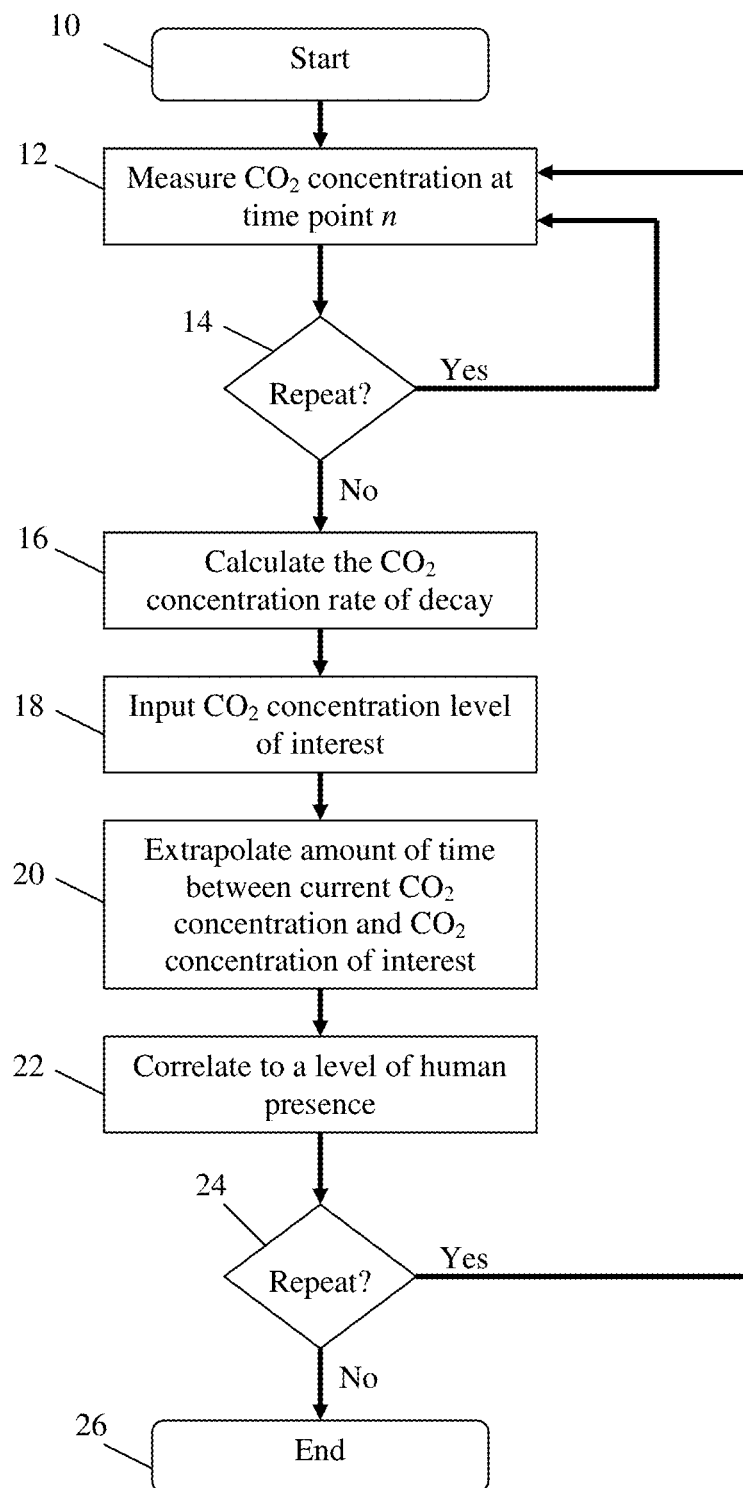 10
Start
12
Measure CO₂ concentration at
time point n
14
Repeat?
Yes
No
16
Calculate the CO₂
concentration rate of decay
18
Input CO₂ concentration level
of interest
20
Extrapolate amount of time
between current CO₂
concentration and CO₂
concentration of interest
22
Correlate to a level of human
presence
24
Repeat?
Yes
No
26
End